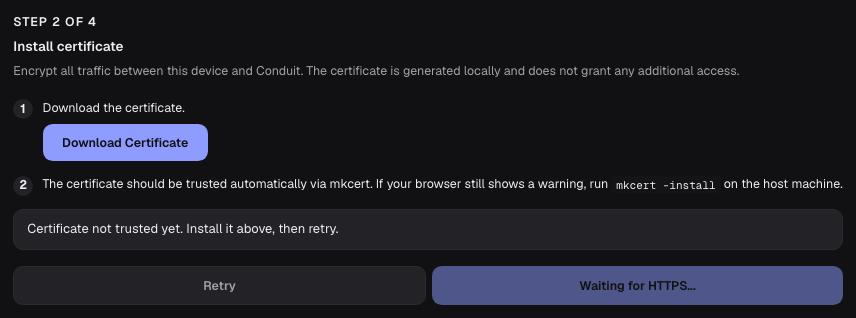 STEP 2 OF 4
Install certificate
Encrypt all traffic between this device and Conduit. The certificate is generated locally and does not grant any additional access.
1 Download the certificate.
Download Certificate
2 The certificate should be trusted automatically via mkcert. If your browser still shows a warning, run mkcert -install on the host machine.
Certificate not trusted yet. Install it above, then retry.
Retry
Waiting for HTTPS...